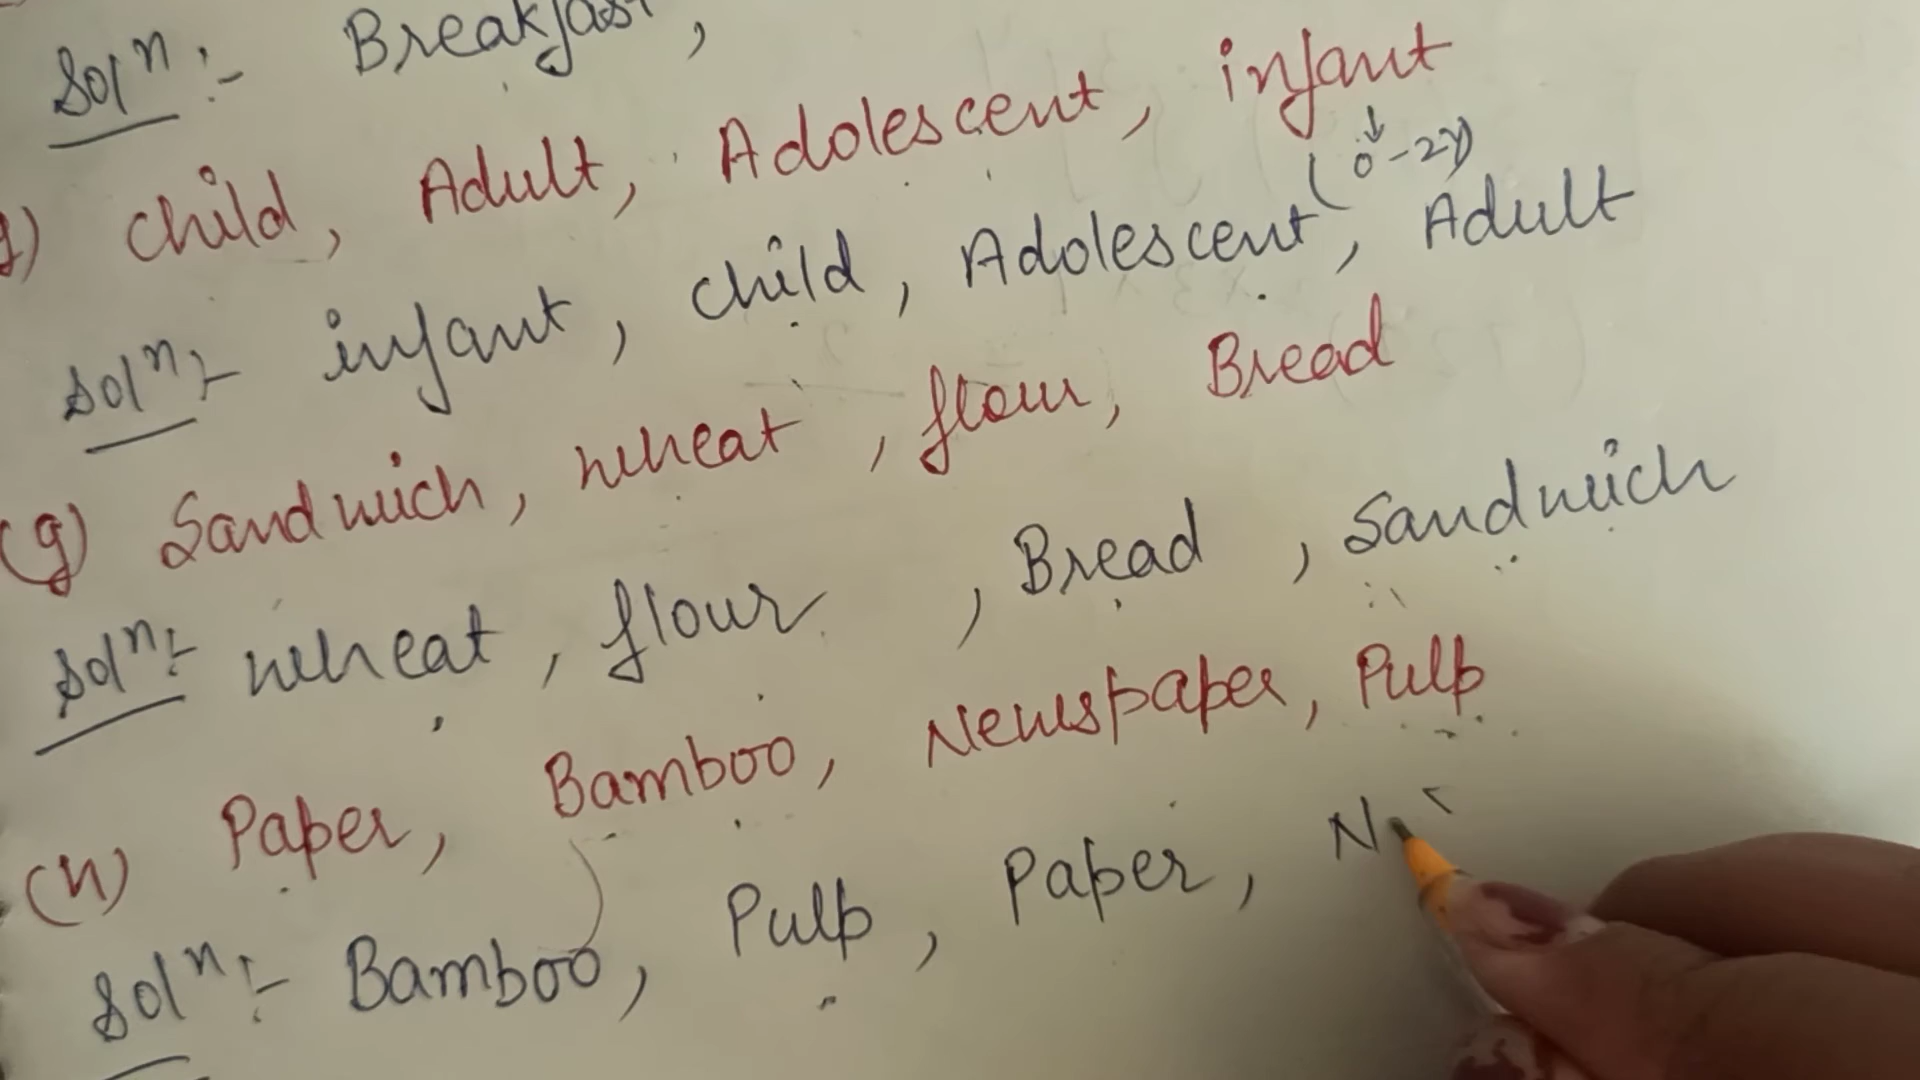 Solⁿ:- Breakfast,
) Child, Adult, Adolescent, infant
(0-2y)
Solⁿ:- infant, child, Adolescent, Adult
(g) Sandwich, wheat, flour, Bread
Solⁿ:- wheat, flour, Bread, Sandwich
(h) Paper, Bamboo, Newspaper, Pulp
Solⁿ:- Bamboo, Pulp, Paper, N